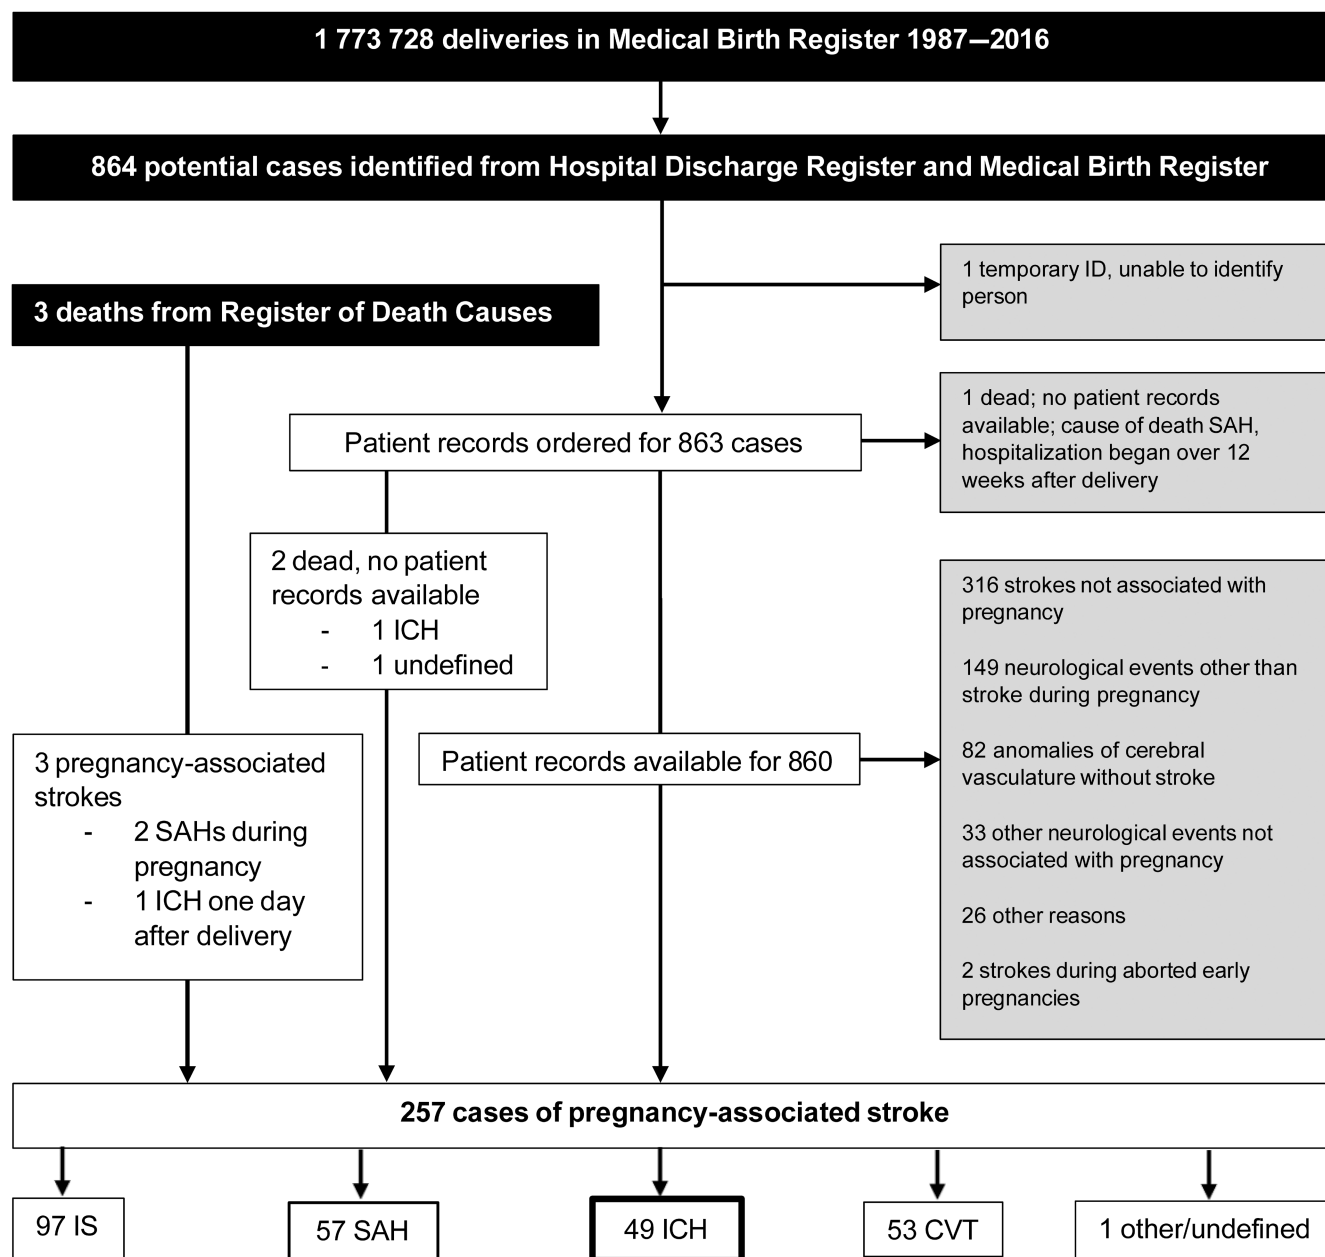 1 773 728 deliveries in Medical Birth Register 1987—2016
864 potential cases identified from Hospital Discharge Register and Medical Birth Register
1 temporary ID, unable to identify
person
3 deaths from Register of Death Causes
1 dead; no patient records
available; cause of death SAH,
hospitalization began over 12
weeks after delivery
Patient records ordered for 863 cases
2 dead, no patient
records available
- 1 ICH
- 1 undefined
316 strokes not associated with
pregnancy
149 neurological events other than
stroke during pregnancy
82 anomalies of cerebral
vasculature without stroke
33 other neurological events not
associated with pregnancy
26 other reasons
2 strokes during aborted early
pregnancies
Patient records available for 860
3 pregnancy-associated
strokes
- 2 SAHs during
pregnancy
- 1 ICH one day
after delivery
257 cases of pregnancy-associated stroke
97 IS
57 SAH
49 ICH
53 CVT
1 other/undefined